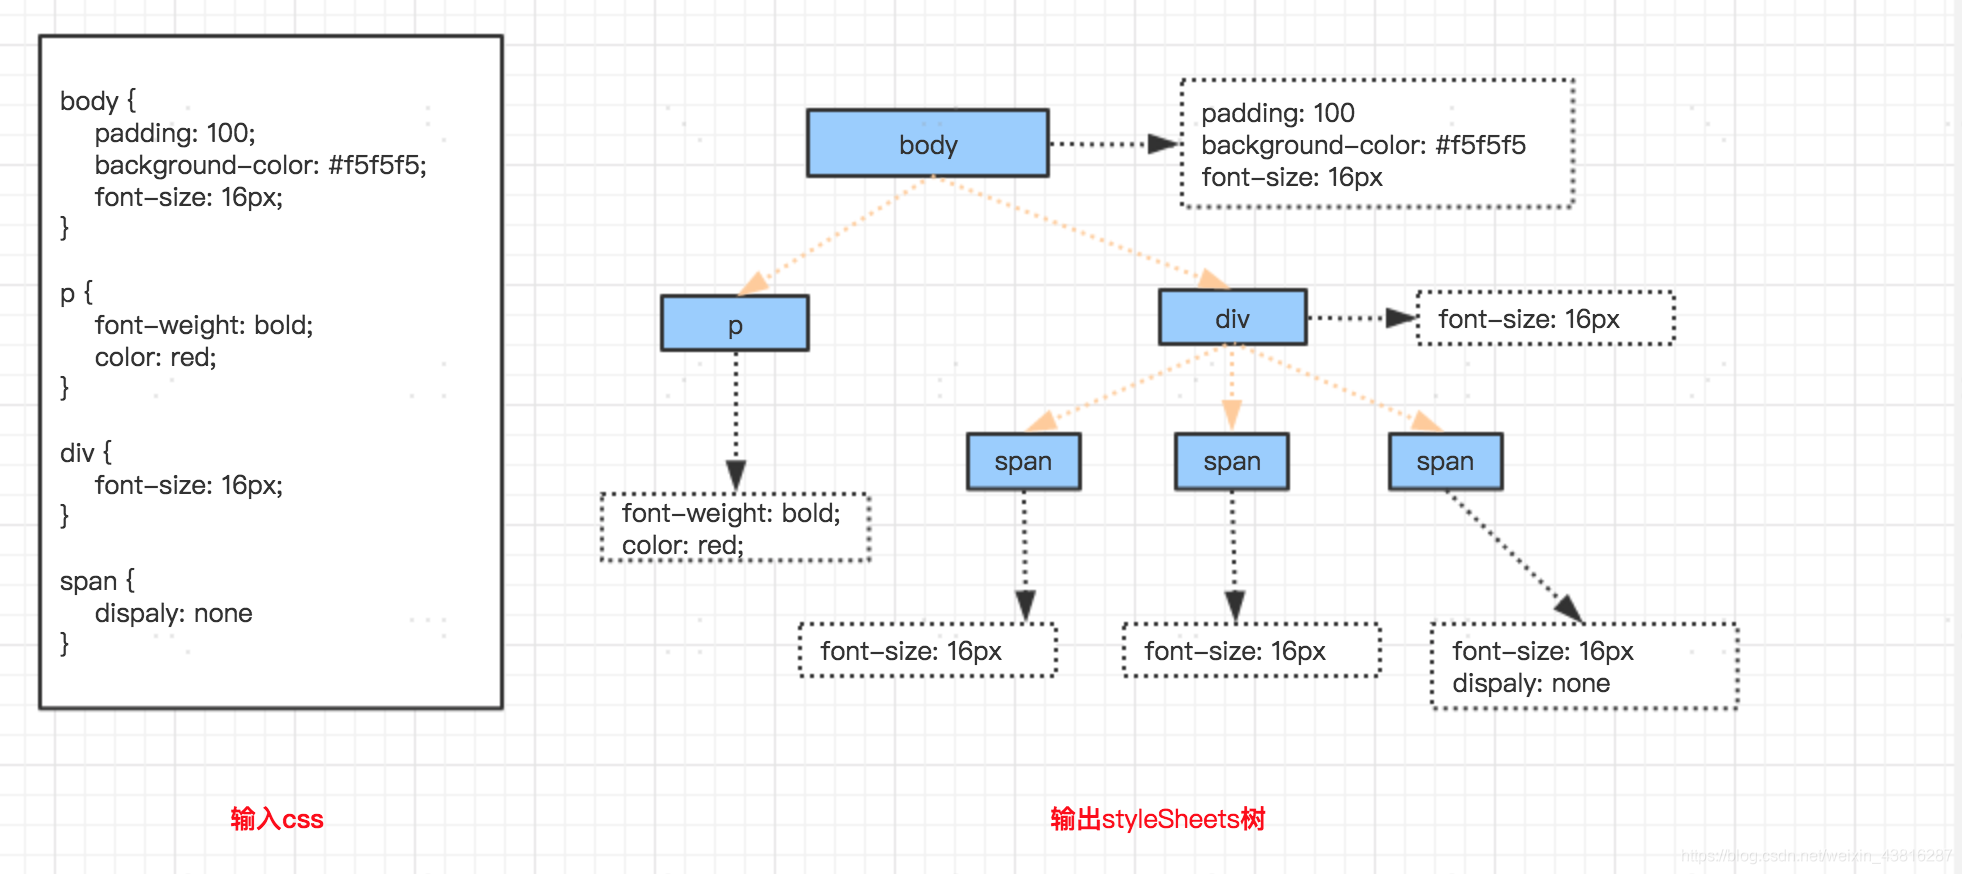 body {
padding: 100;
background-color: #f5f5f5;
font-size: 16px;
}
p {
font-weight: bold;
color: red;
}
div {
font-size: 16px;
}
span {
dispaly: none
}
body
padding: 100
background-color: #f5f5f5
font-size: 16px
p
div
font-size: 16px
span
span
span
font-weight: bold;
color: red;
font-size: 16px
font-size: 16px
font-size: 16px
dispaly: none
输入css
输出styleSheets树
https://blog.csdn.net/weixin_43816287